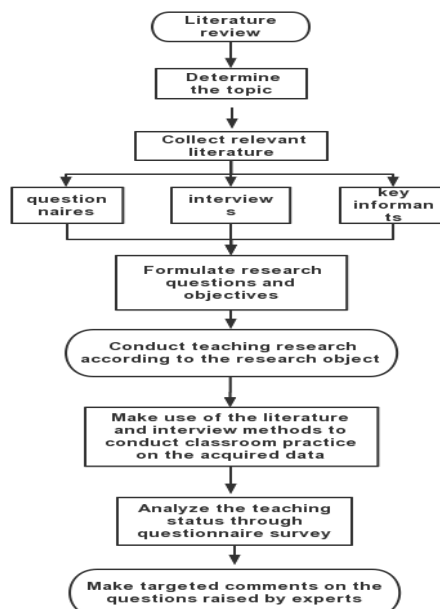 Literature
review
Determine
the topic
Collect relevant
literature
question
naires
interview
s
key
informa
nts
Formulate research
questions and
objectives
Conduct teaching research
according to the research object
Make use of the literature
and interview methods to
conduct classroom practice
on the acquired data
Analyze the teaching
status through
questionnaire survey
Make targeted comments on the
questions raised by experts